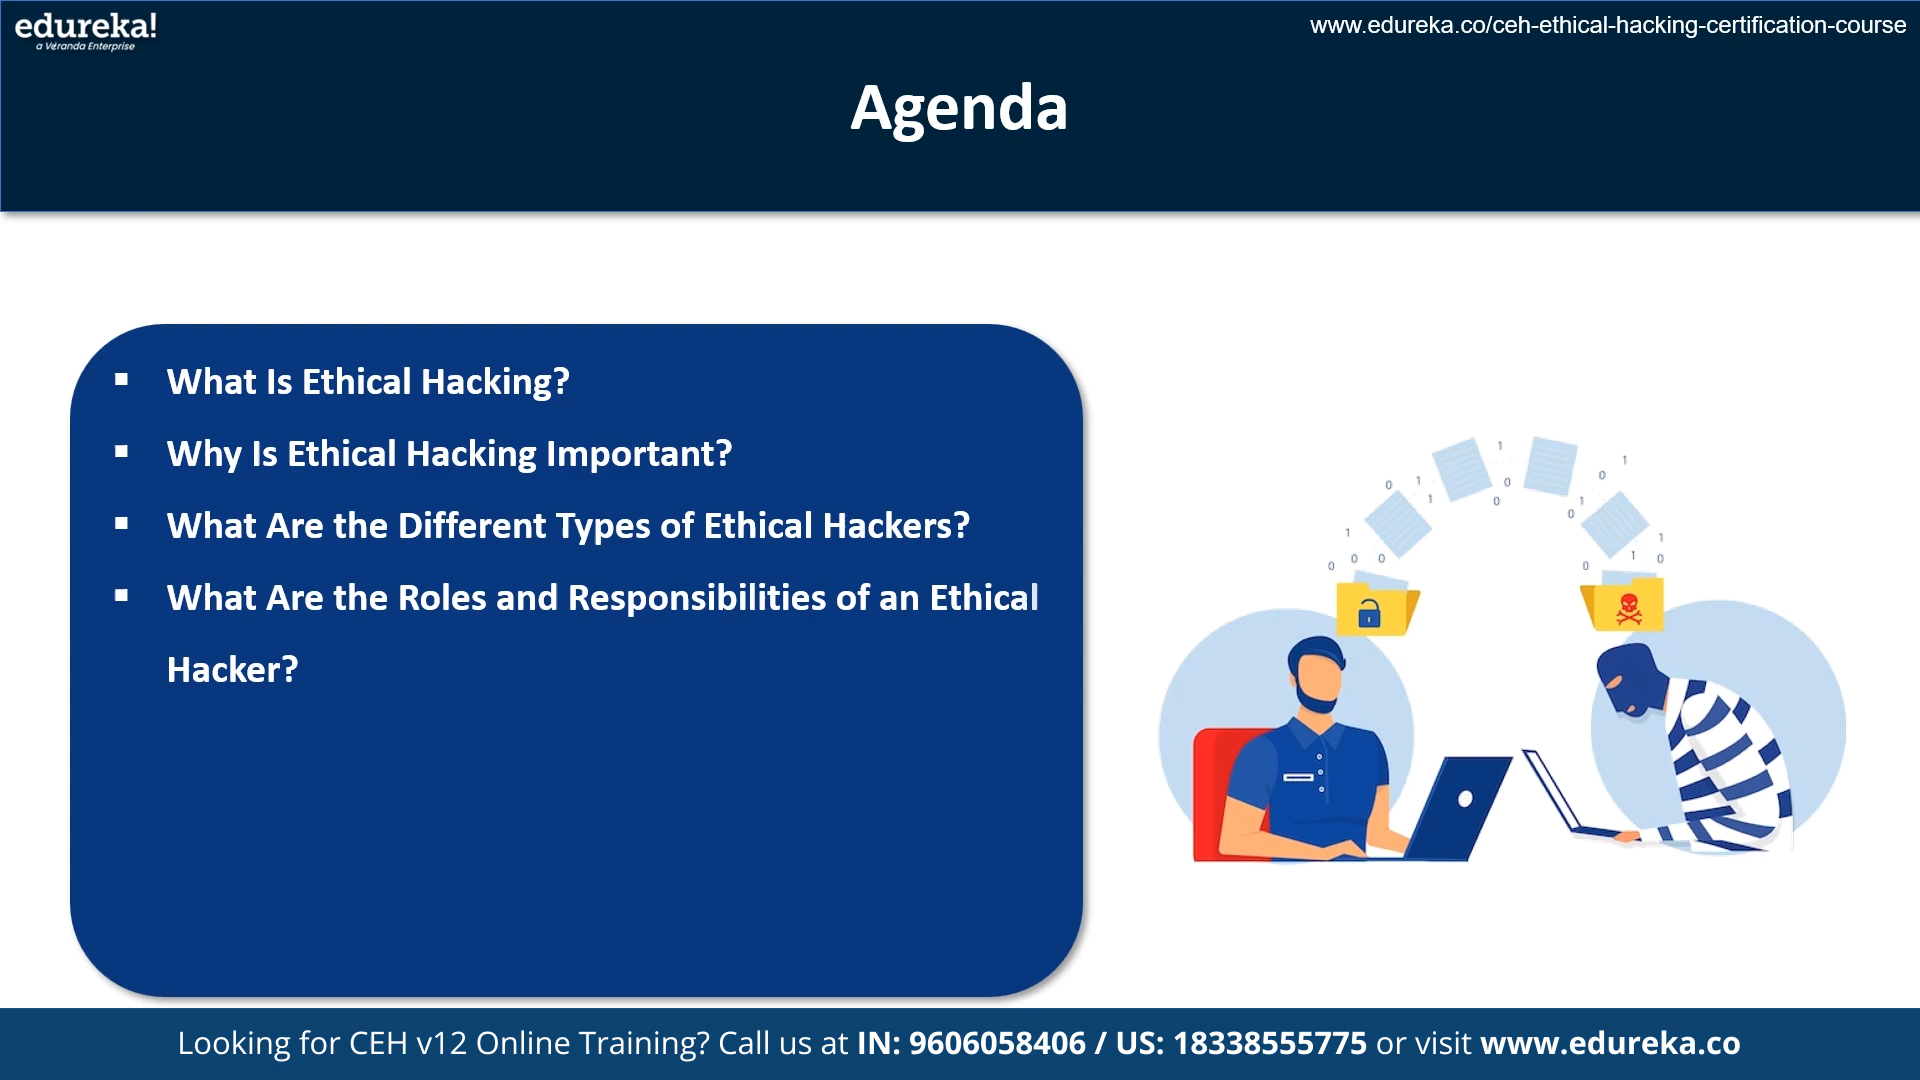 edureka!
a Veranda Enterprise
www.edureka.co/ceh-ethical-hacking-certification-course
Agenda
▪ What Is Ethical Hacking?
▪ Why Is Ethical Hacking Important?
▪ What Are the Different Types of Ethical Hackers?
▪ What Are the Roles and Responsibilities of an Ethical
Hacker?
Looking for CEH v12 Online Training? Call us at IN: 9606058406 / US: 18338555775 or visit www.edureka.co